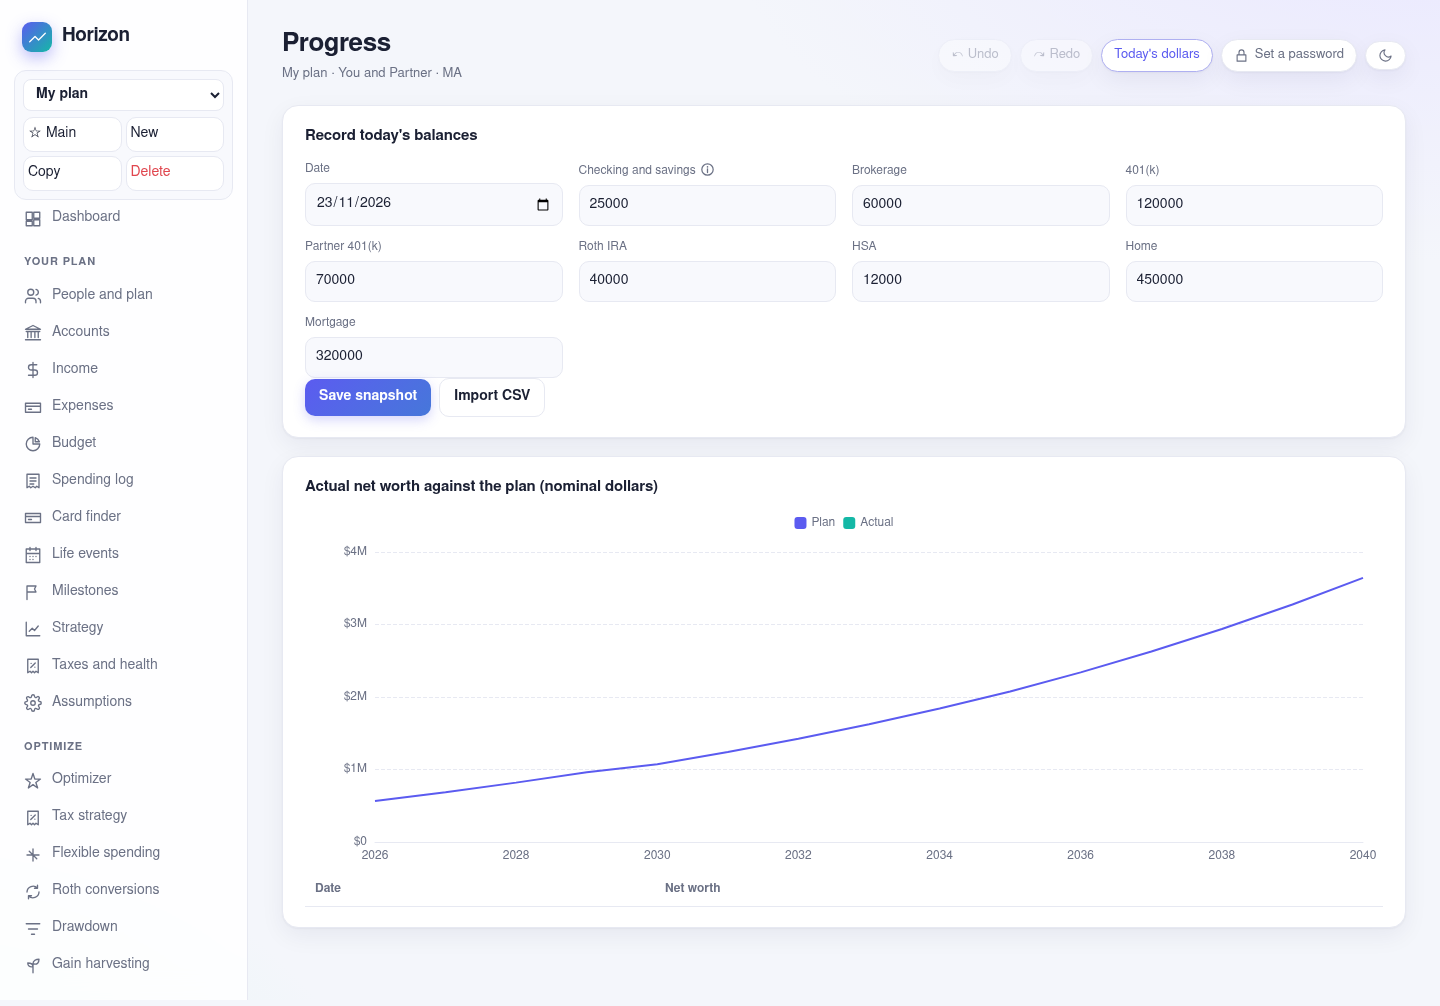 Horizon
My plan
☆ Main
New
Copy
Delete
Dashboard
YOUR PLAN
People and plan
Accounts
Income
Expenses
Budget
Spending log
Card finder
Life events
Milestones
Strategy
Taxes and health
Assumptions
OPTIMIZE
Optimizer
Tax strategy
Flexible spending
Roth conversions
Drawdown
Gain harvesting
Progress
My plan · You and Partner · MA
Undo
Redo
Today's dollars
Set a password
Record today's balances
Date
Checking and savings
Brokerage
401(k)
23/11/2026
25000
60000
120000
Partner 401(k)
Roth IRA
HSA
Home
70000
40000
12000
450000
Mortgage
320000
Save snapshot
Import CSV
Actual net worth against the plan (nominal dollars)
Plan
Actual
$4M
$3M
$2M
$1M
$0
2026
2028
2030
2032
2034
2036
2038
2040
Date
Net worth